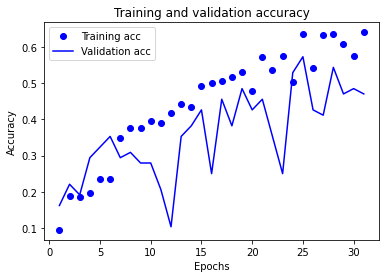 Training and validation accuracy
Training acc
Validation acc
0.6
0.5
0.4
0.3
0.2
0.1
Accuracy
0 5 10 15 20 25 30
Epochs